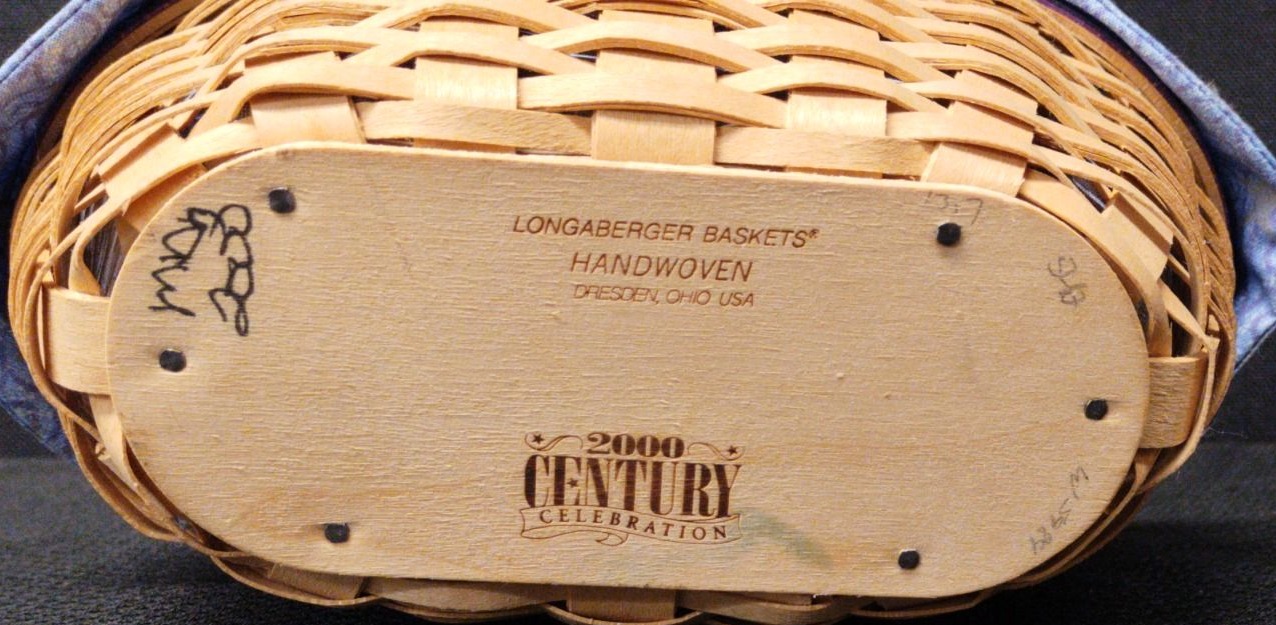 LONGABERGER BASKETS®
HANDWOVEN
DRESDEN, OHIO USA
2000
CENTURY
CELEBRATION